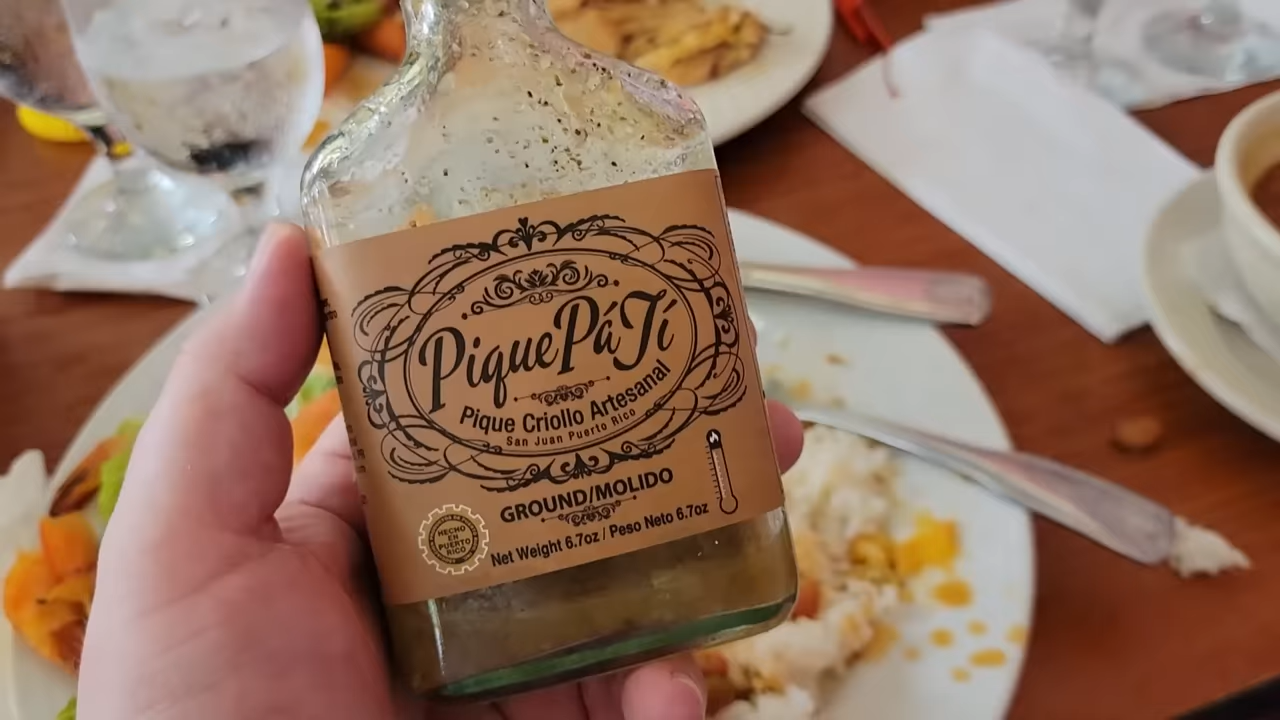 PiquePáTí
Pique Criollo Artesanal
San Juan Puerto Rico
GROUND/MOLIDO
HECHO
EN
PUERTO
RICO
Net Weight 6.7oz / Peso Neto 6.7oz